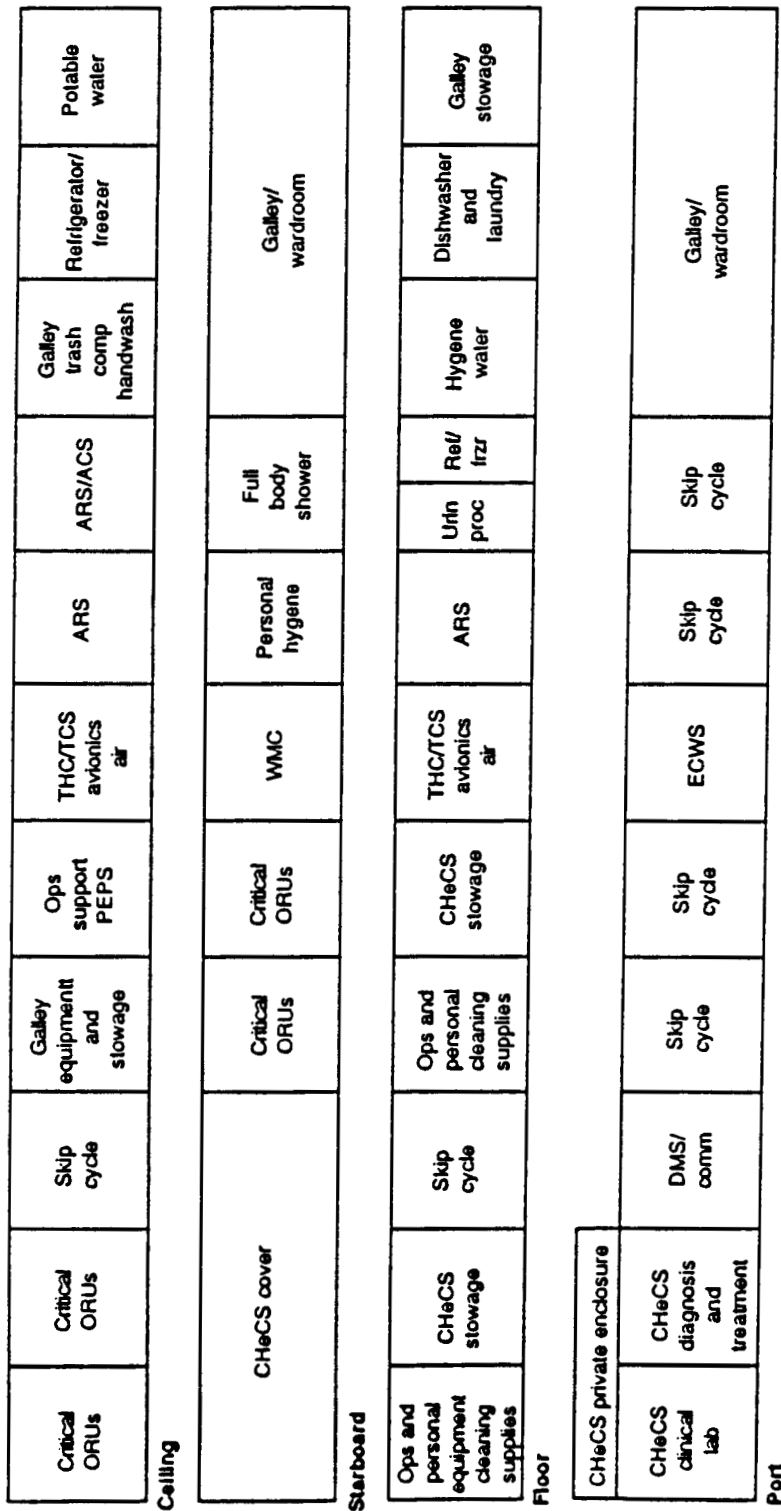 Critical
ORUs
Critical
ORUs
Skip
cycle
Galley
equipmentt
and
stowage
Ops
support
PEPS
THC/TCS
avionics
air
ARS
ARS/ACS
Galley
trash
comp
handwash
Refrigerator/
freezer
Potable
water
Ceiling
CHeCS cover
Critical
ORUs
Critical
ORUs
WMC
Personal
hygene
Full
body
shower
Galley/
wardroom
Starboard
Ops and
personal
equipment
cleaning
supplies
CHeCS
stowage
Skip
cycle
Ops and
personal
cleaning
supplies
CHeCS
stowage
THC/TCS
avionics
air
ARS
Urin
proc
Ref/
frzr
Hygene
water
Dishwasher
and
laundry
Galley
stowage
Floor
CHeCS private enclosure
CHeCS
clinical
lab
CHeCS
diagnosis
and
treatment
DMS/
comm
Skip
cycle
Skip
cycle
ECWS
Skip
cycle
Skip
cycle
Galley/
wardroom
Port